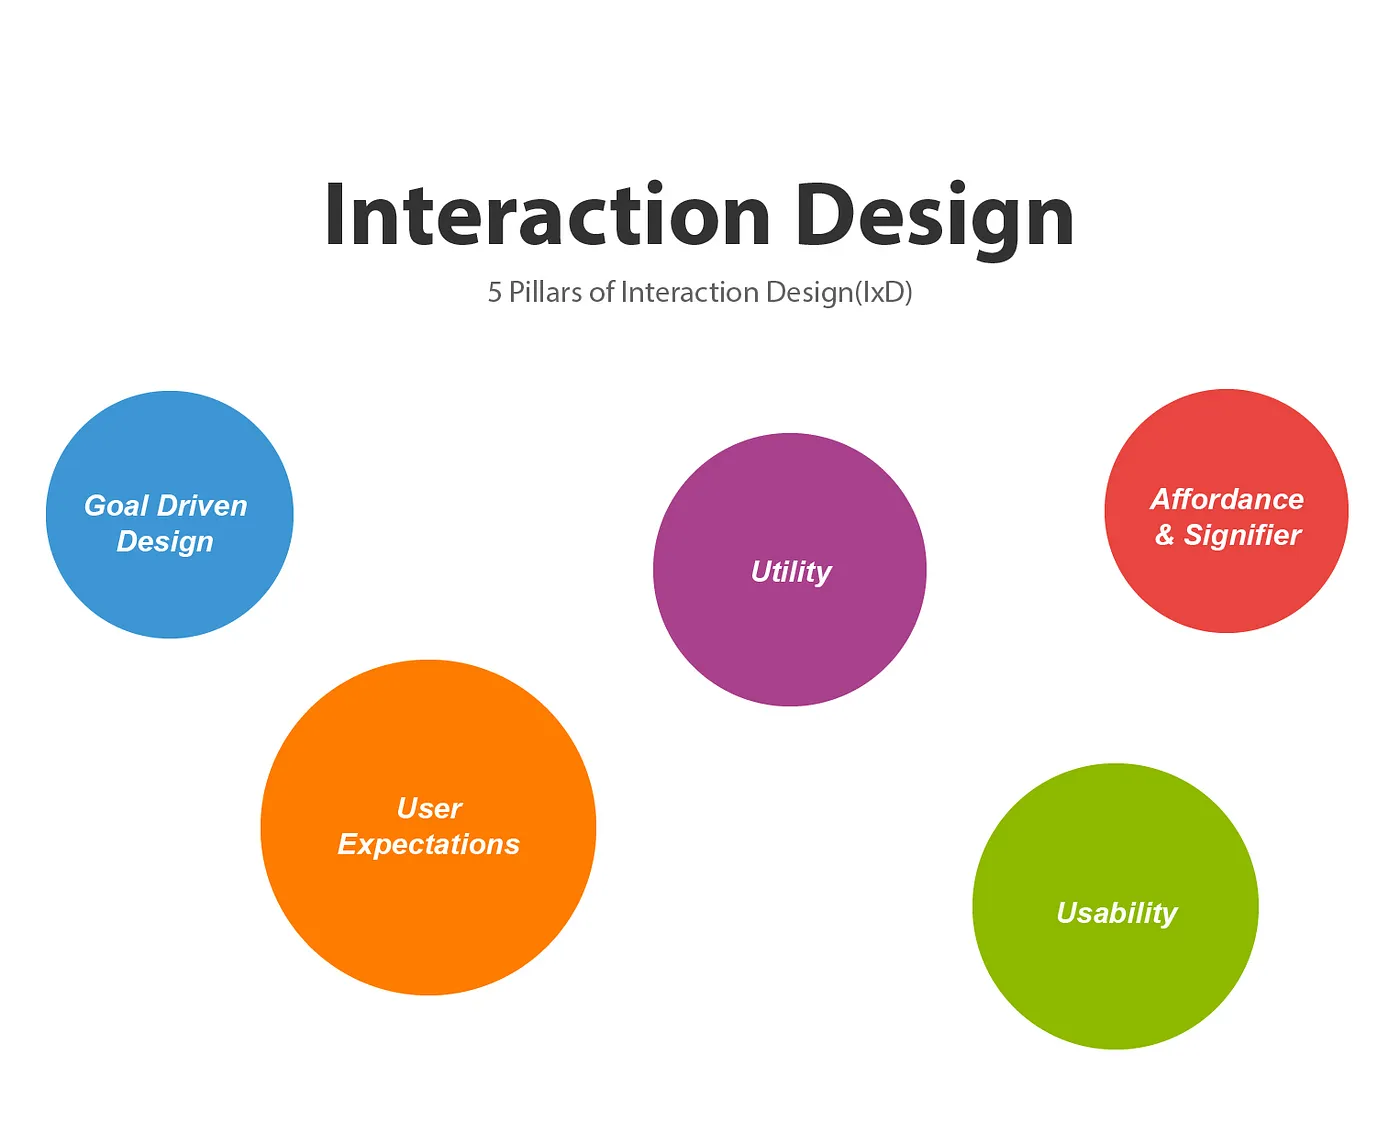 Interaction Design
5 Pillars of Interaction Design(IxD)
Goal Driven
Design
Utility
Affordance
& Signifier
User
Expectations
Usability